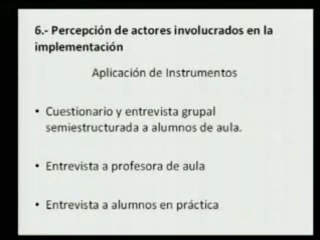 6.- Percepción de actores involucrados en la
implementación
Aplicación de Instrumentos
• Cuestionario y entrevista grupal
semiestructurada a alumnos de aula.
• Entrevista a profesora de aula
• Entrevista a alumnos en práctica